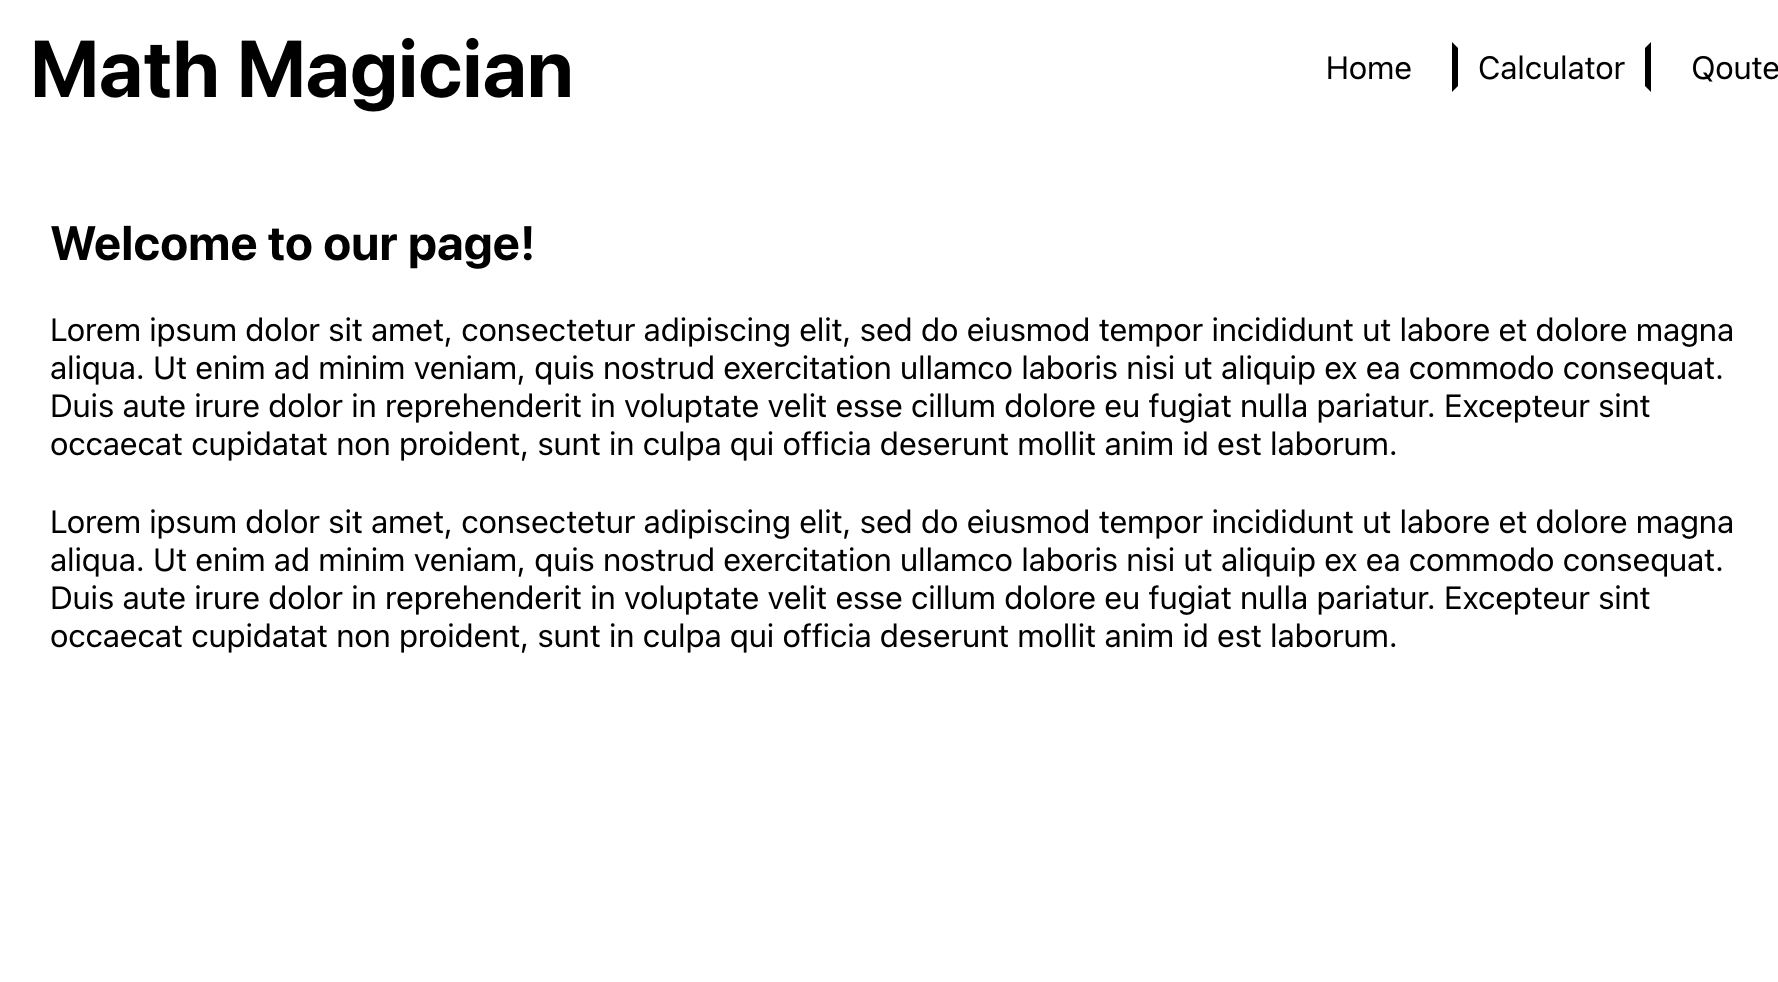 Math Magician
Home Calculator Qoute
Welcome to our page!
Lorem ipsum dolor sit amet, consectetur adipiscing elit, sed do eiusmod tempor incididunt ut labore et dolore magna
aliqua. Ut enim ad minim veniam, quis nostrud exercitation ullamco laboris nisi ut aliquip ex ea commodo consequat.
Duis aute irure dolor in reprehenderit in voluptate velit esse cillum dolore eu fugiat nulla pariatur. Excepteur sint
occaecat cupidatat non proident, sunt in culpa qui officia deserunt mollit anim id est laborum.
Lorem ipsum dolor sit amet, consectetur adipiscing elit, sed do eiusmod tempor incididunt ut labore et dolore magna
aliqua. Ut enim ad minim veniam, quis nostrud exercitation ullamco laboris nisi ut aliquip ex ea commodo consequat.
Duis aute irure dolor in reprehenderit in voluptate velit esse cillum dolore eu fugiat nulla pariatur. Excepteur sint
occaecat cupidatat non proident, sunt in culpa qui officia deserunt mollit anim id est laborum.